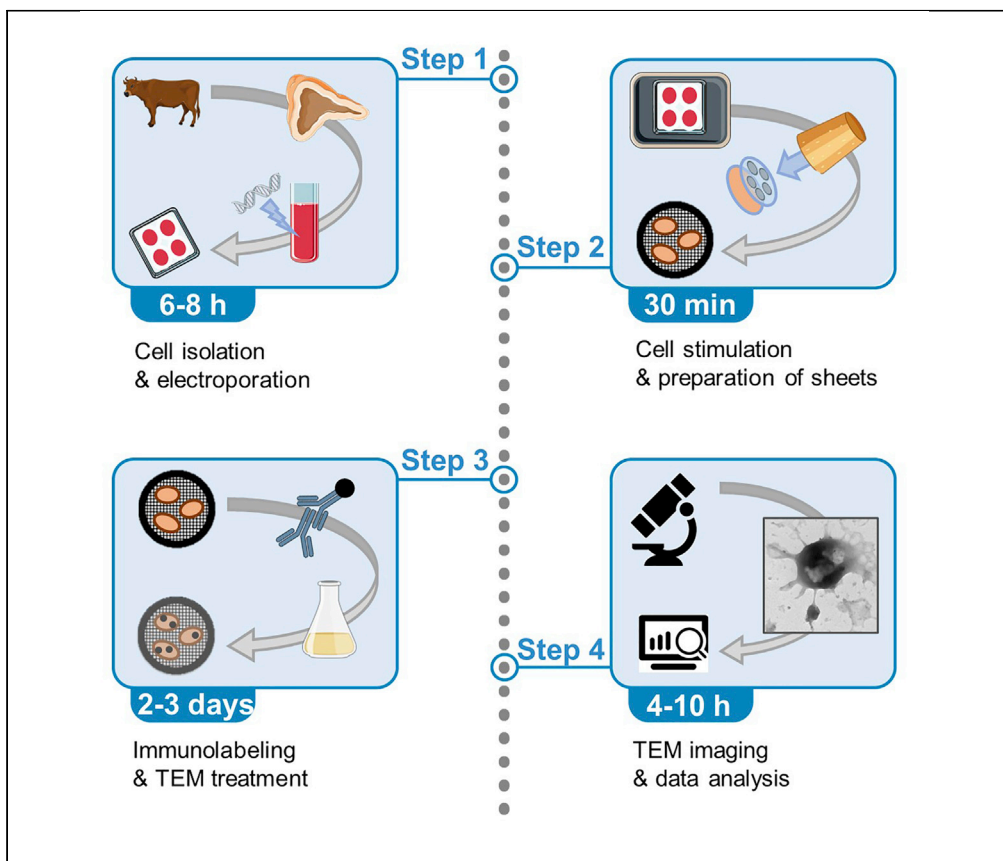 Step 1
6-8 h
Cell isolation
& electroporation
Step 2
30 min
Cell stimulation
& preparation of sheets
Step 3
2-3 days
Immunolabeling
& TEM treatment
Step 4
4-10 h
TEM imaging
& data analysis